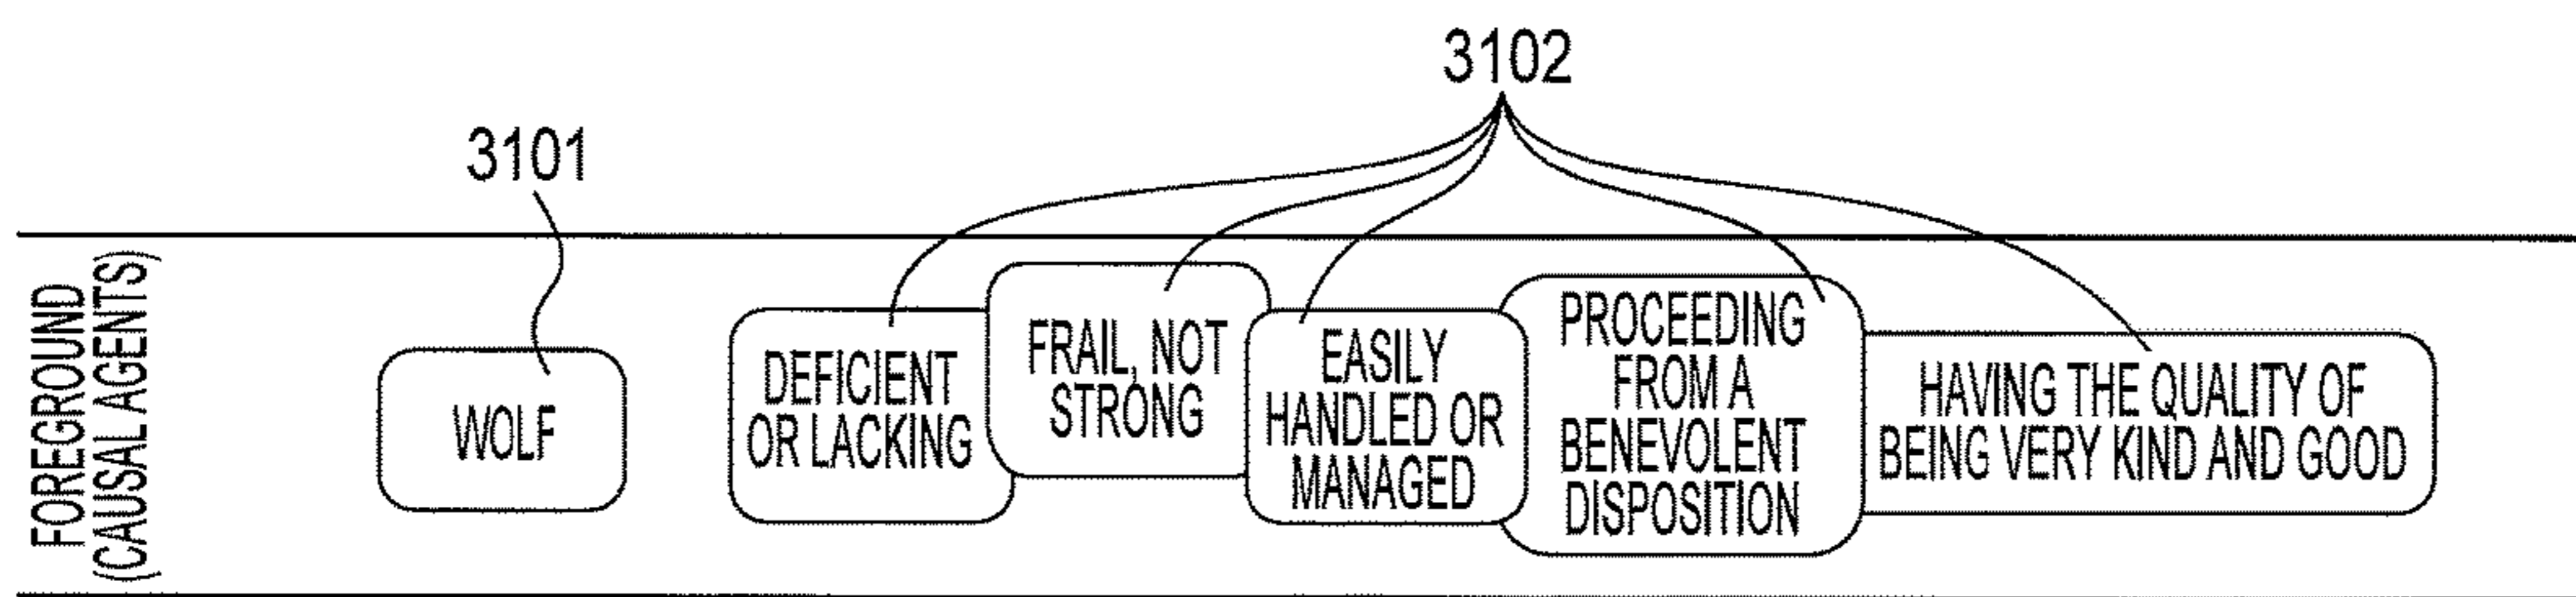 3102
3101
FOREGROUND
(CAUSAL AGENTS)
WOLF
DEFICIENT
OR LACKING
FRAIL, NOT
STRONG
EASILY
HANDLED OR
MANAGED
PROCEEDING
FROM A
BENEVOLENT
DISPOSITION
HAVING THE QUALITY OF
BEING VERY KIND AND GOOD